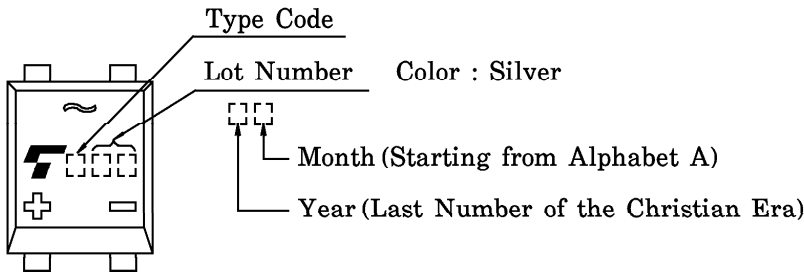 Type Code
Lot Number Color : Silver
Month (Starting from Alphabet A)
Year (Last Number of the Christian Era)
~
+ −